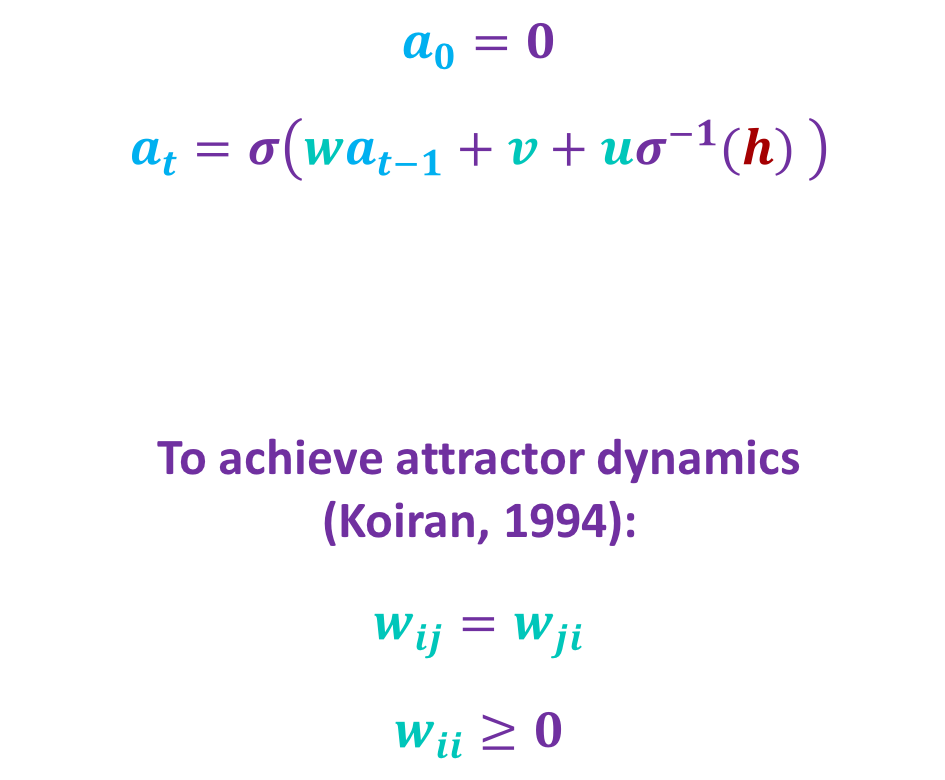 a₀ = 0
aₜ = σ(waₜ₋₁ + v + uσ⁻¹(h) )
To achieve attractor dynamics
(Koiran, 1994):
wᵢⱼ = wⱼᵢ
wᵢᵢ ≥ 0